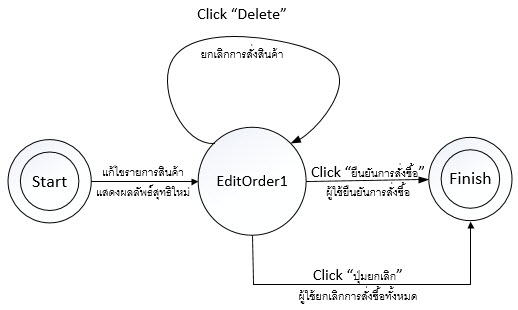 Click “Delete”
ยกเลิกการสั่งสินค้า
Start
แก้ไขรายการสินค้า
แสดงผลลัพธ์สุทธิใหม่
EditOrder1
Click “ยืนยันการสั่งซื้อ”
ผู้ใช้ยืนยันการสั่งซื้อ
Finish
Click “ปุ่มยกเลิก”
ผู้ใช้ยกเลิกการสั่งซื้อทั้งหมด